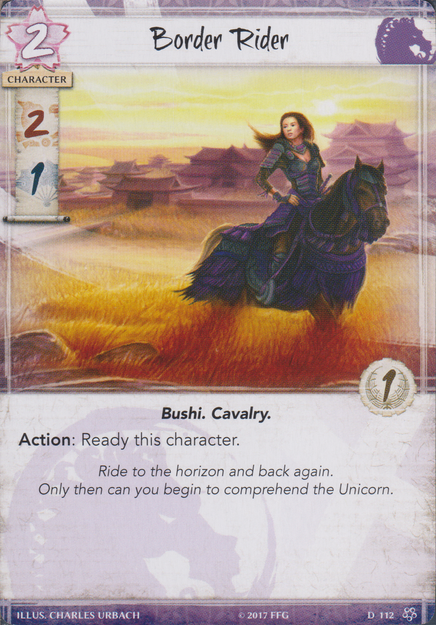 2
Border Rider
CHARACTER
2
1
1
Bushi. Cavalry.
Action: Ready this character.
Ride to the horizon and back again.
Only then can you begin to comprehend the Unicorn.
ILLUS. CHARLES URBACH © 2017 FFG D 112